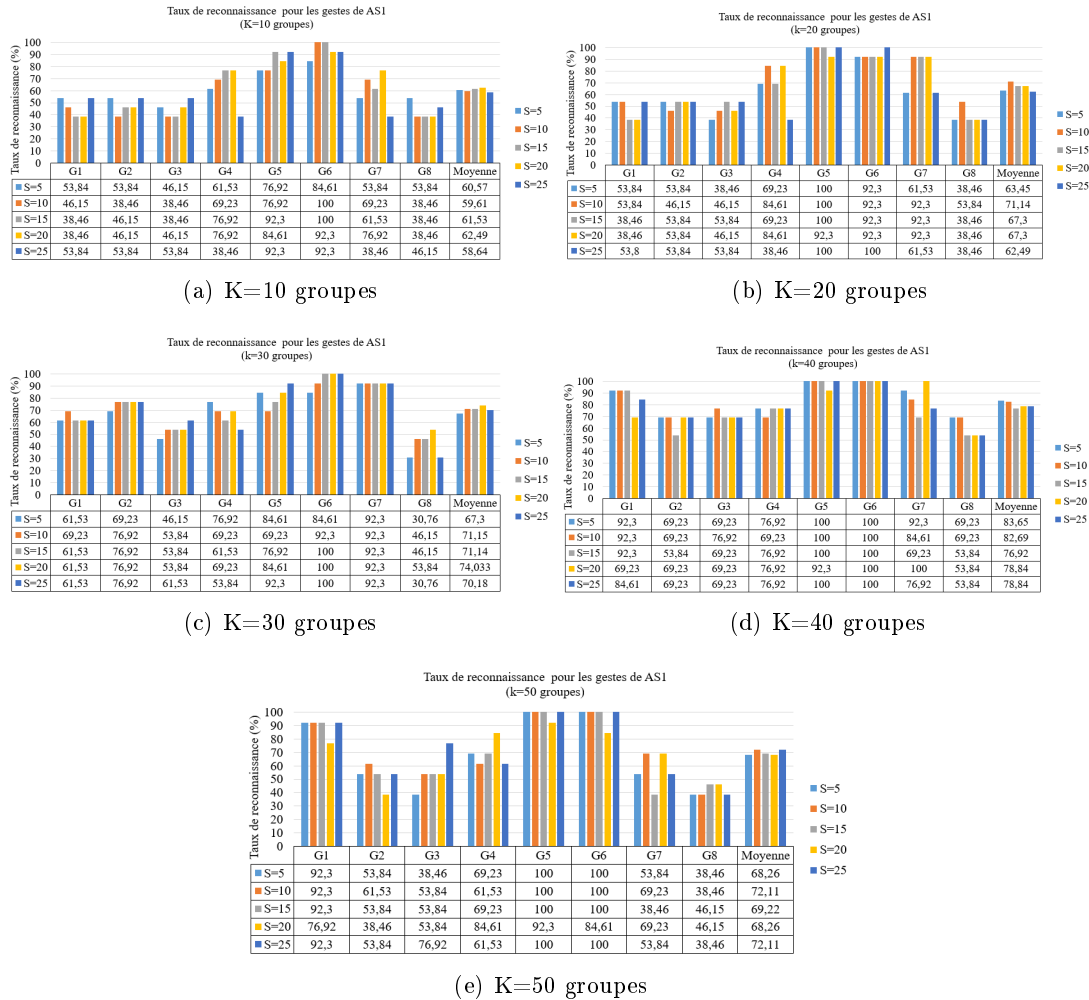 Taux de reconnaissance pour les gestes de AS1
(K=10 groupes)
Taux de reconnaissance (%)
100
90
80
70
60
50
40
30
20
10
0
G1 G2 G3 G4 G5 G6 G7 G8 Moyenne
S=5 53,84 53,84 46,15 61,53 76,92 84,61 53,84 53,84 60,57
S=10 46,15 38,46 38,46 69,23 76,92 100 69,23 38,46 59,61
S=15 38,46 46,15 38,46 76,92 92,3 100 61,53 38,46 61,53
S=20 38,46 46,15 46,15 76,92 84,61 92,3 76,92 38,46 62,49
S=25 53,84 53,84 53,84 38,46 92,3 92,3 38,46 46,15 58,64
S=5
S=10
S=15
S=20
S=25
(a) K=10 groupes
Taux de reconnaissance pour les gestes de AS1
(k=20 groupes)
Taux de reconnaissance (%)
100
90
80
70
60
50
40
30
20
10
0
G1 G2 G3 G4 G5 G6 G7 G8 Moyenne
S=5 53,84 53,84 38,46 69,23 100 92,3 61,53 38,46 63,45
S=10 53,84 46,15 46,15 84,61 100 92,3 92,3 53,84 71,14
S=15 38,46 53,84 53,84 69,23 100 92,3 92,3 38,46 67,3
S=20 38,46 53,84 46,15 84,61 92,3 92,3 92,3 38,46 67,3
S=25 53,8 53,84 53,84 38,46 100 100 61,53 38,46 62,49
S=5
S=10
S=15
S=20
S=25
(b) K=20 groupes
Taux de reconnaissance pour les gestes de AS1
(k=30 groupes)
Taux de reconnaissance (%)
100
90
80
70
60
50
40
30
20
10
0
G1 G2 G3 G4 G5 G6 G7 G8 Moyenne
S=5 61,53 69,23 46,15 76,92 84,61 84,61 92,3 30,76 67,3
S=10 69,23 76,92 53,84 69,23 69,23 92,3 92,3 46,15 71,15
S=15 61,53 76,92 53,84 61,53 76,92 100 92,3 46,15 71,14
S=20 61,53 76,92 53,84 69,23 84,61 100 92,3 53,84 74,033
S=25 61,53 76,92 61,53 53,84 92,3 100 92,3 30,76 70,18
S=5
S=10
S=15
S=20
S=25
(c) K=30 groupes
Taux de reconnaissance pour les gestes de AS1
(k=40 groupes)
Taux de reconnaissance (%)
100
90
80
70
60
50
40
30
20
10
0
G1 G2 G3 G4 G5 G6 G7 G8 Moyenne
S=5 92,3 69,23 69,23 76,92 100 100 92,3 69,23 83,65
S=10 92,3 69,23 76,92 69,23 100 100 84,61 69,23 82,69
S=15 92,3 53,84 69,23 76,92 100 100 69,23 53,84 76,92
S=20 69,23 69,23 69,23 76,92 92,3 100 100 53,84 78,84
S=25 84,61 69,23 69,23 76,92 100 100 76,92 53,84 78,84
S=5
S=10
S=15
S=20
S=25
(d) K=40 groupes
Taux de reconnaissance pour les gestes de AS1
(k=50 groupes)
Taux de reconnaissance (%)
100
90
80
70
60
50
40
30
20
10
0
G1 G2 G3 G4 G5 G6 G7 G8 Moyenne
S=5 92,3 53,84 38,46 69,23 100 100 53,84 38,46 68,26
S=10 92,3 61,53 53,84 61,53 100 100 69,23 38,46 72,11
S=15 92,3 53,84 53,84 69,23 100 100 38,46 46,15 69,22
S=20 76,92 38,46 53,84 84,61 92,3 84,61 69,23 46,15 68,26
S=25 92,3 53,84 76,92 61,53 100 100 53,84 38,46 72,11
S=5
S=10
S=15
S=20
S=25
(e) K=50 groupes